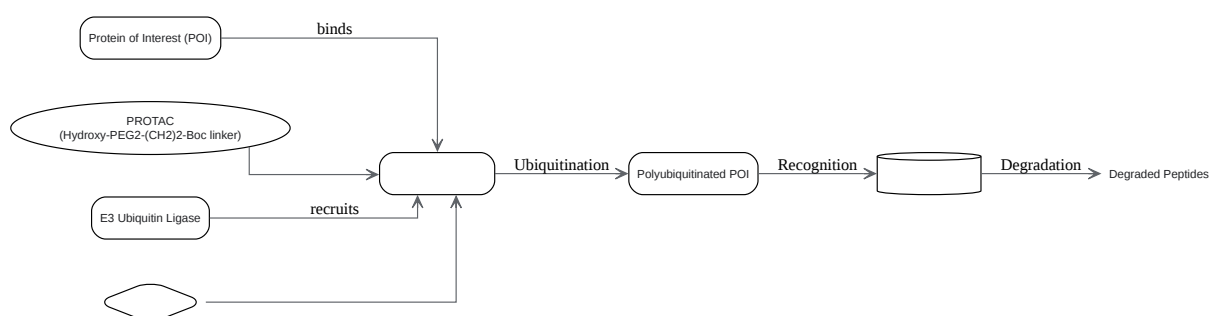 Protein of Interest (POI)
binds
PROTAC
(Hydroxy-PEG2-(CH2)2-Boc linker)
Ubiquitination
Polyubiquitinated POI
Recognition
Degradation
Degraded Peptides
E3 Ubiquitin Ligase
recruits